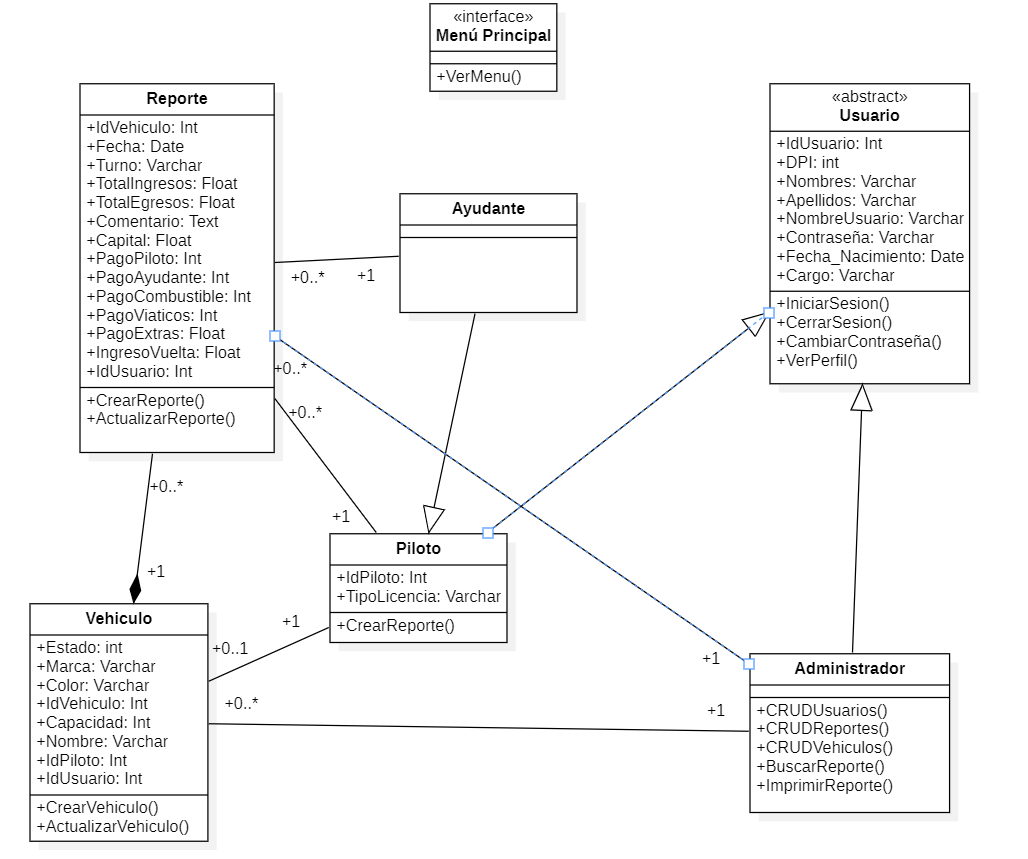 «interface»
Menú Principal
+VerMenu()
Reporte
+IdVehiculo: Int
+Fecha: Date
+Turno: Varchar
+TotalIngresos: Float
+TotalEgresos: Float
+Comentario: Text
+Capital: Float
+PagoPiloto: Int
+PagoAyudante: Int
+PagoCombustible: Int
+PagoViaticos: Int
+PagoExtras: Float
+IngresoVuelta: Float
+IdUsuario: Int
+CrearReporte()
+ActualizarReporte()
«abstract»
Usuario
+IdUsuario: Int
+DPI: int
+Nombres: Varchar
+Apellidos: Varchar
+NombreUsuario: Varchar
+Contraseña: Varchar
+Fecha_Nacimiento: Date
+Cargo: Varchar
+IniciarSesion()
+CerrarSesion()
+CambiarContraseña()
+VerPerfil()
Ayudante
+0..*
+1
+0..*
+0..*
+1
+0..*
+1
Piloto
+IdPiloto: Int
+TipoLicencia: Varchar
+CrearReporte()
Vehiculo
+Estado: int
+Marca: Varchar
+Color: Varchar
+IdVehiculo: Int
+Capacidad: Int
+Nombre: Varchar
+IdPiloto: Int
+IdUsuario: Int
+CrearVehiculo()
+ActualizarVehiculo()
+1
+0..1
+0..*
+1
+1
Administrador
+CRUDUsuarios()
+CRUDReportes()
+CRUDVehiculos()
+BuscarReporte()
+ImprimirReporte()